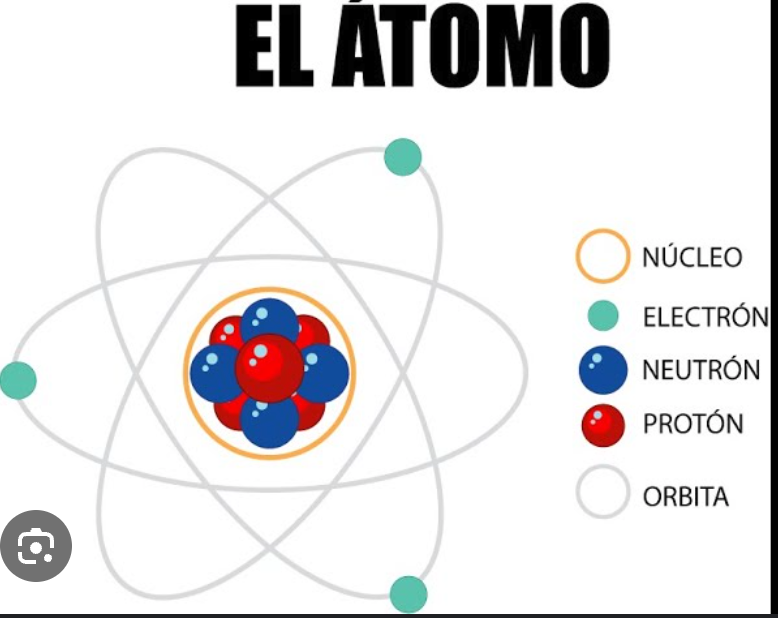 EL ÁTOMO
NÚCLEO
ELECTRÓN
NEUTRÓN
PROTÓN
ORBITA